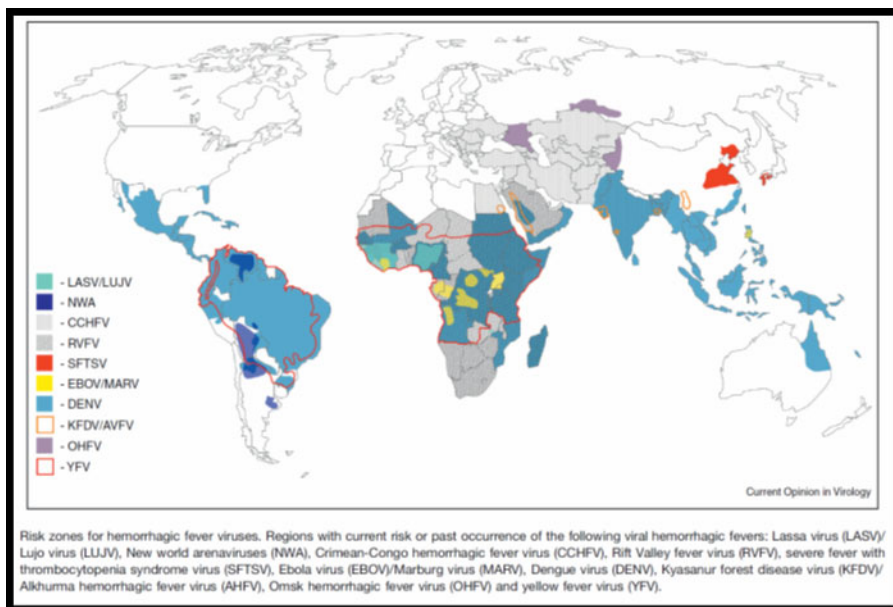 - LASV/LUJV
- NWA
- CCHFV
- RVFV
- SFTSV
- EBOV/MARV
- DENV
- KFDV/AVFV
- OHFV
- YFV
Current Opinion in Virology
Risk zones for hemorrhagic fever viruses. Regions with current risk or past occurrence of the following viral hemorrhagic fevers: Lassa virus (LASV)/
Lujo virus (LUJV), New world arenaviruses (NWA), Crimean-Congo hemorrhagic fever virus (CCHFV), Rift Valley fever virus (RVFV), severe fever with
thrombocytopenia syndrome virus (SFTSV), Ebola virus (EBOV)/Marburg virus (MARV), Dengue virus (DENV), Kyasanur forest disease virus (KFDV)/
Alkhurma hemorrhagic fever virus (AHFV), Omsk hemorrhagic fever virus (OHFV) and yellow fever virus (YFV).